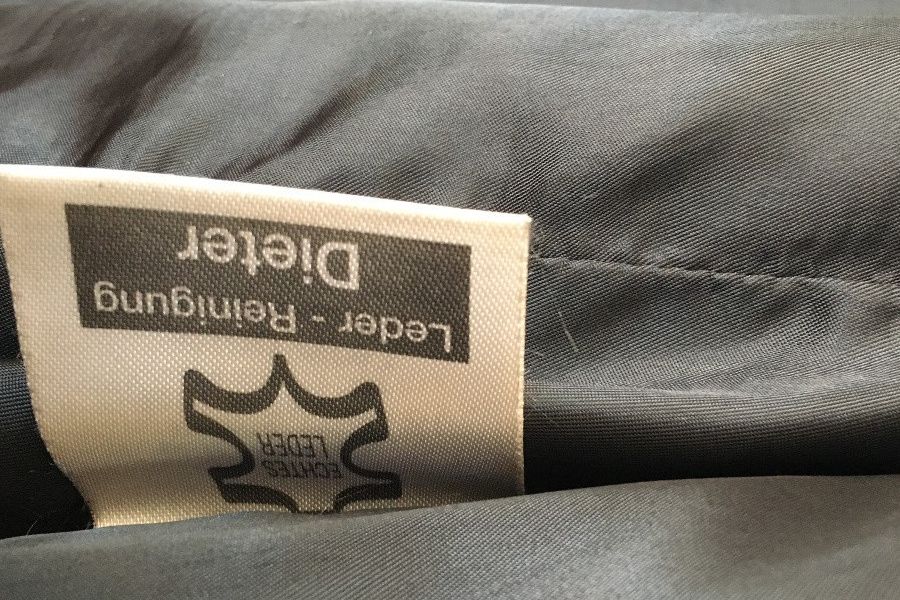 ECHTES
LEDER
Leder - Reinigung
Dieter